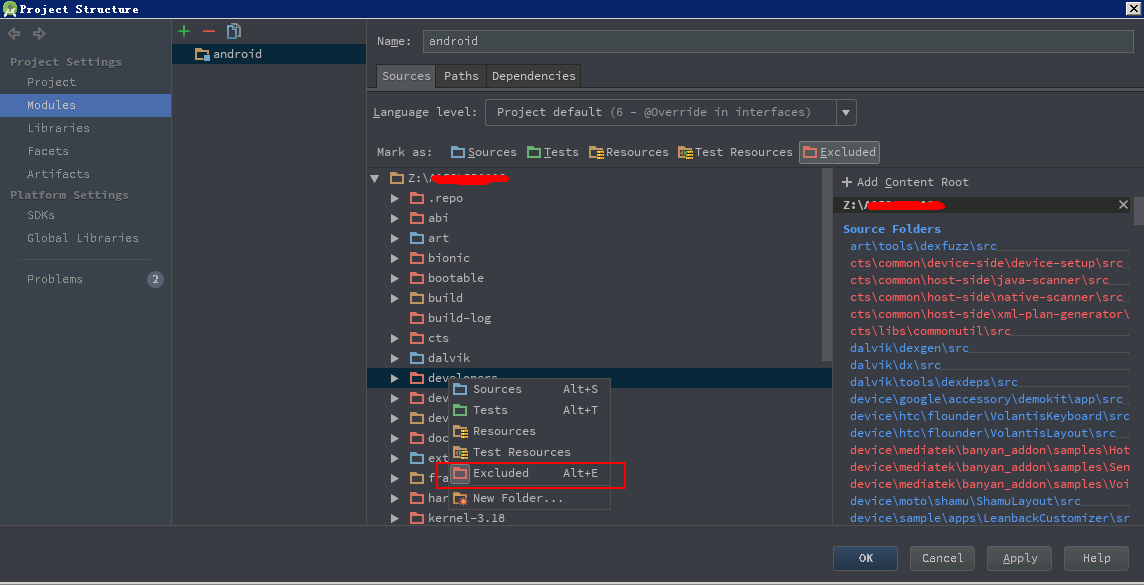 Project Structure
Project Settings
Project
Modules
Libraries
Facets
Artifacts
Platform Settings
SDKs
Global Libraries
Problems 2
android
Name: android
Sources Paths Dependencies
Language level: Project default (6 - @Override in interfaces)
Mark as: Sources Tests Resources Test Resources Excluded
Z:\
.repo
abi
art
bionic
bootable
build
build-log
cts
dalvik
developers
dev
dev
doc
ext
fra
har
kernel-3.18
Sources Alt+S
Tests Alt+T
Resources
Test Resources
Excluded Alt+E
New Folder...
Add Content Root
Z:\
Source Folders
art\tools\dexfuzz\src
cts\common\device-side\device-setup\src
cts\common\host-side\java-scanner\src
cts\common\host-side\native-scanner\src
cts\common\host-side\xml-plan-generator\
cts\libs\commonutil\src
dalvik\dexgen\src
dalvik\dx\src
dalvik\tools\dexdeps\src
device\google\accessory\demokit\app\src
device\htc\flounder\VolantisKeyboard\src
device\htc\flounder\VolantisLayout\src
device\mediatek\banyan_addon\samples\Hot
device\mediatek\banyan_addon\samples\Sen
device\mediatek\banyan_addon\samples\Voi
device\moto\shamu\ShamuLayout\src
device\sample\apps\LeanbackCustomizer\sr
OK Cancel Apply Help